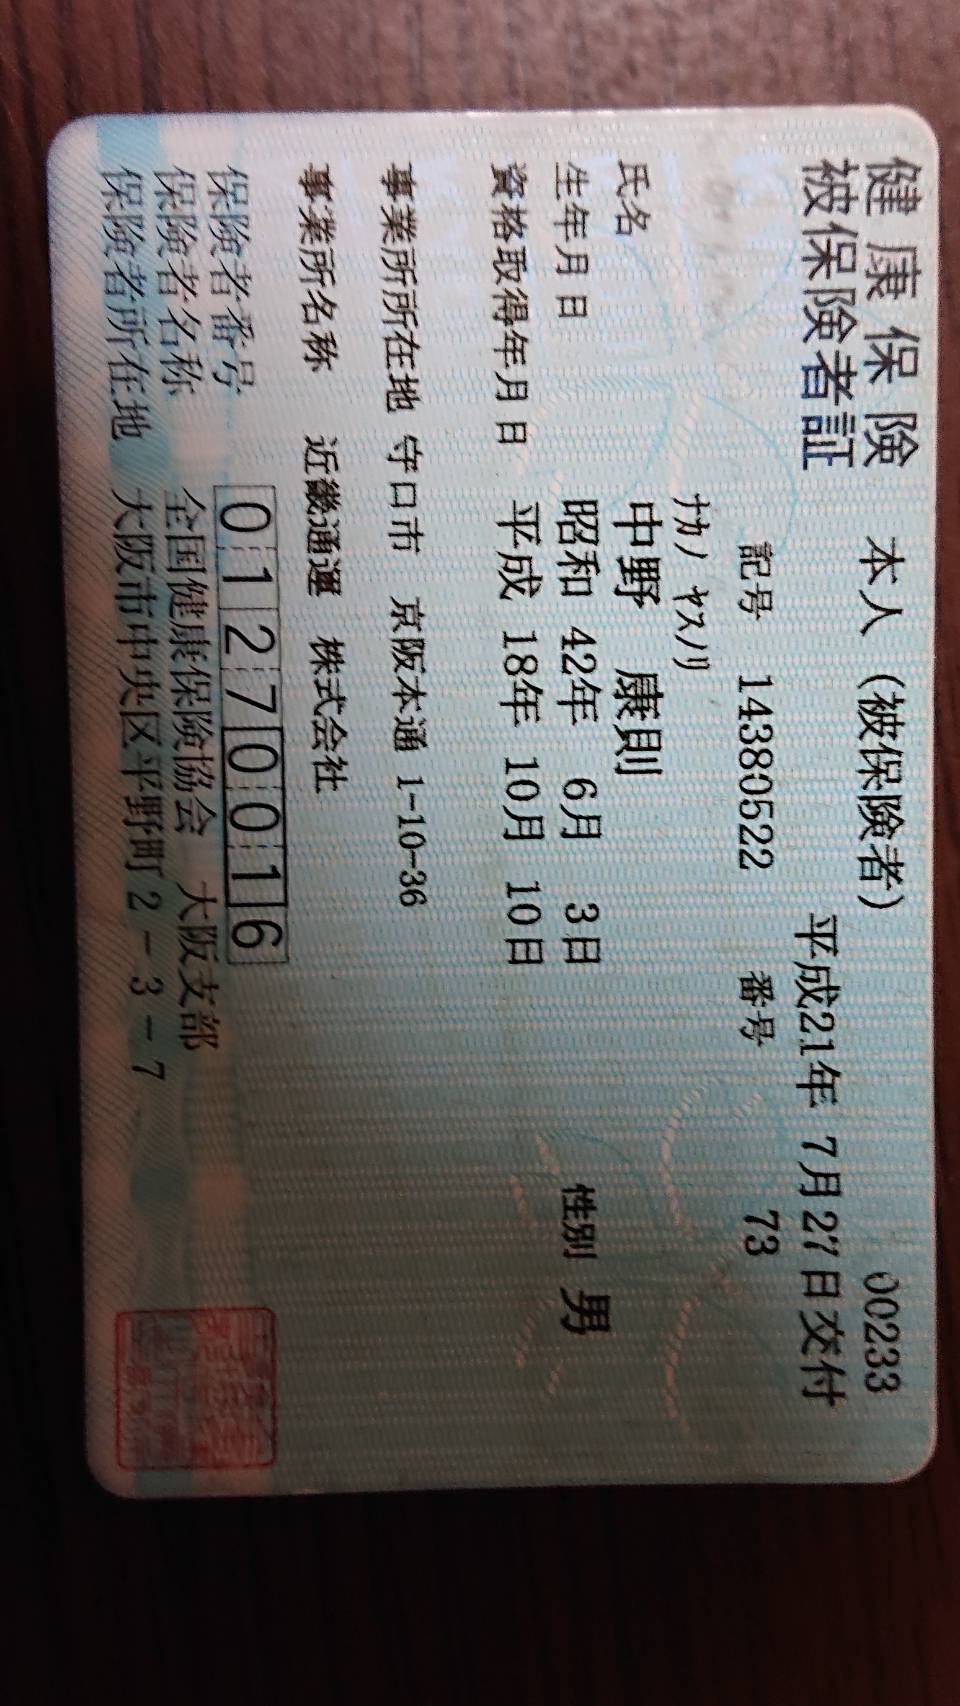 健康保険 本人（被保険者） 00233
被保険者証 平成21年 7月27日交付
記号 14380522 番号 73
ﾅｶﾉ ﾔｽﾉﾘ
氏名 中野 康則
生年月日 昭和 42年 6月 3日 性別 男
資格取得年月日 平成 18年 10月 10日
事業所所在地 守口市 京阪本通 1-10-36
事業所名称 近畿通運 株式会社
保険者番号 01270016
保険者名称 全国健康保険協会 大阪支部
保険者所在地 大阪市中央区平野町2-3-7